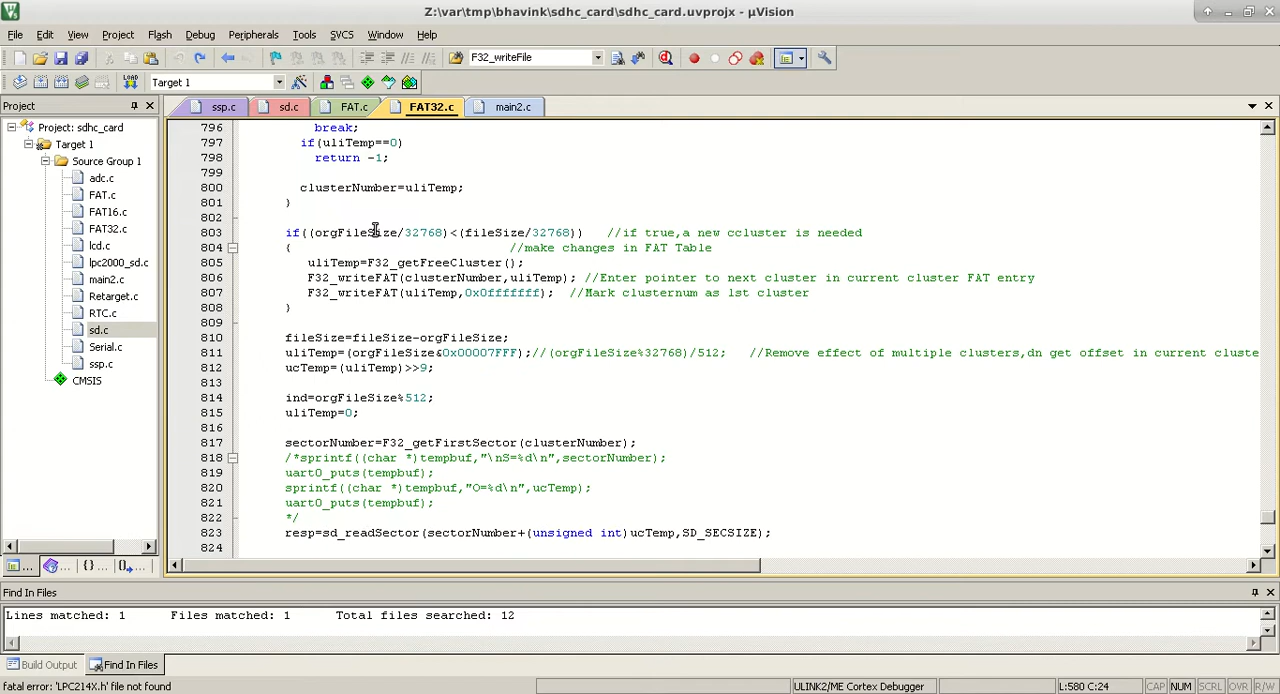 Z:\var\tmp\bhavink\sdhc_card\sdhc_card.uvprojx - µVision
File Edit View Project Flash Debug Peripherals Tools SVCS Window Help
F32_writeFile
LOAD Target 1
Project
ssp.c sd.c FAT.c FAT32.c main2.c
Project: sdhc_card
Target 1
Source Group 1
adc.c
FAT.c
FAT16.c
FAT32.c
lcd.c
lpc2000_sd.c
main2.c
Retarget.c
RTC.c
sd.c
Serial.c
ssp.c
CMSIS
796 break;
797 if(uliTemp==0)
798 return -1;
799
800 clusterNumber=uliTemp;
801 }
802
803 if((orgFileSize/32768)<(fileSize/32768)) //if true,a new ccluster is needed
804 { //make changes in FAT Table
805 uliTemp=F32_getFreeCluster();
806 F32_writeFAT(clusterNumber,uliTemp); //Enter pointer to next cluster in current cluster FAT entry
807 F32_writeFAT(uliTemp,0x0fffffff); //Mark clusternum as lst cluster
808 }
809
810 fileSize=fileSize-orgFileSize;
811 uliTemp=(orgFileSize&0x00007FFF);//(orgFileSize%32768)/512; //Remove effect of multiple clusters,dn get offset in current cluste
812 ucTemp=(uliTemp)>>9;
813
814 ind=orgFileSize%512;
815 uliTemp=0;
816
817 sectorNumber=F32_getFirstSector(clusterNumber);
818 /*sprintf((char *)tempbuf,"\nS=%d\n",sectorNumber);
819 uart0_puts(tempbuf);
820 sprintf((char *)tempbuf,"O=%d\n",ucTemp);
821 uart0_puts(tempbuf);
822 */
823 resp=sd_readSector(sectorNumber+(unsigned int)ucTemp,SD_SECSIZE);
824
... ... {} ... 0, ...
Find In Files
Lines matched: 1 Files matched: 1 Total files searched: 12
Build Output Find In Files
fatal error: 'LPC214X.h' file not found ULINK2/ME Cortex Debugger L:580 C:24 CAP NUM SCRL OVR R/W